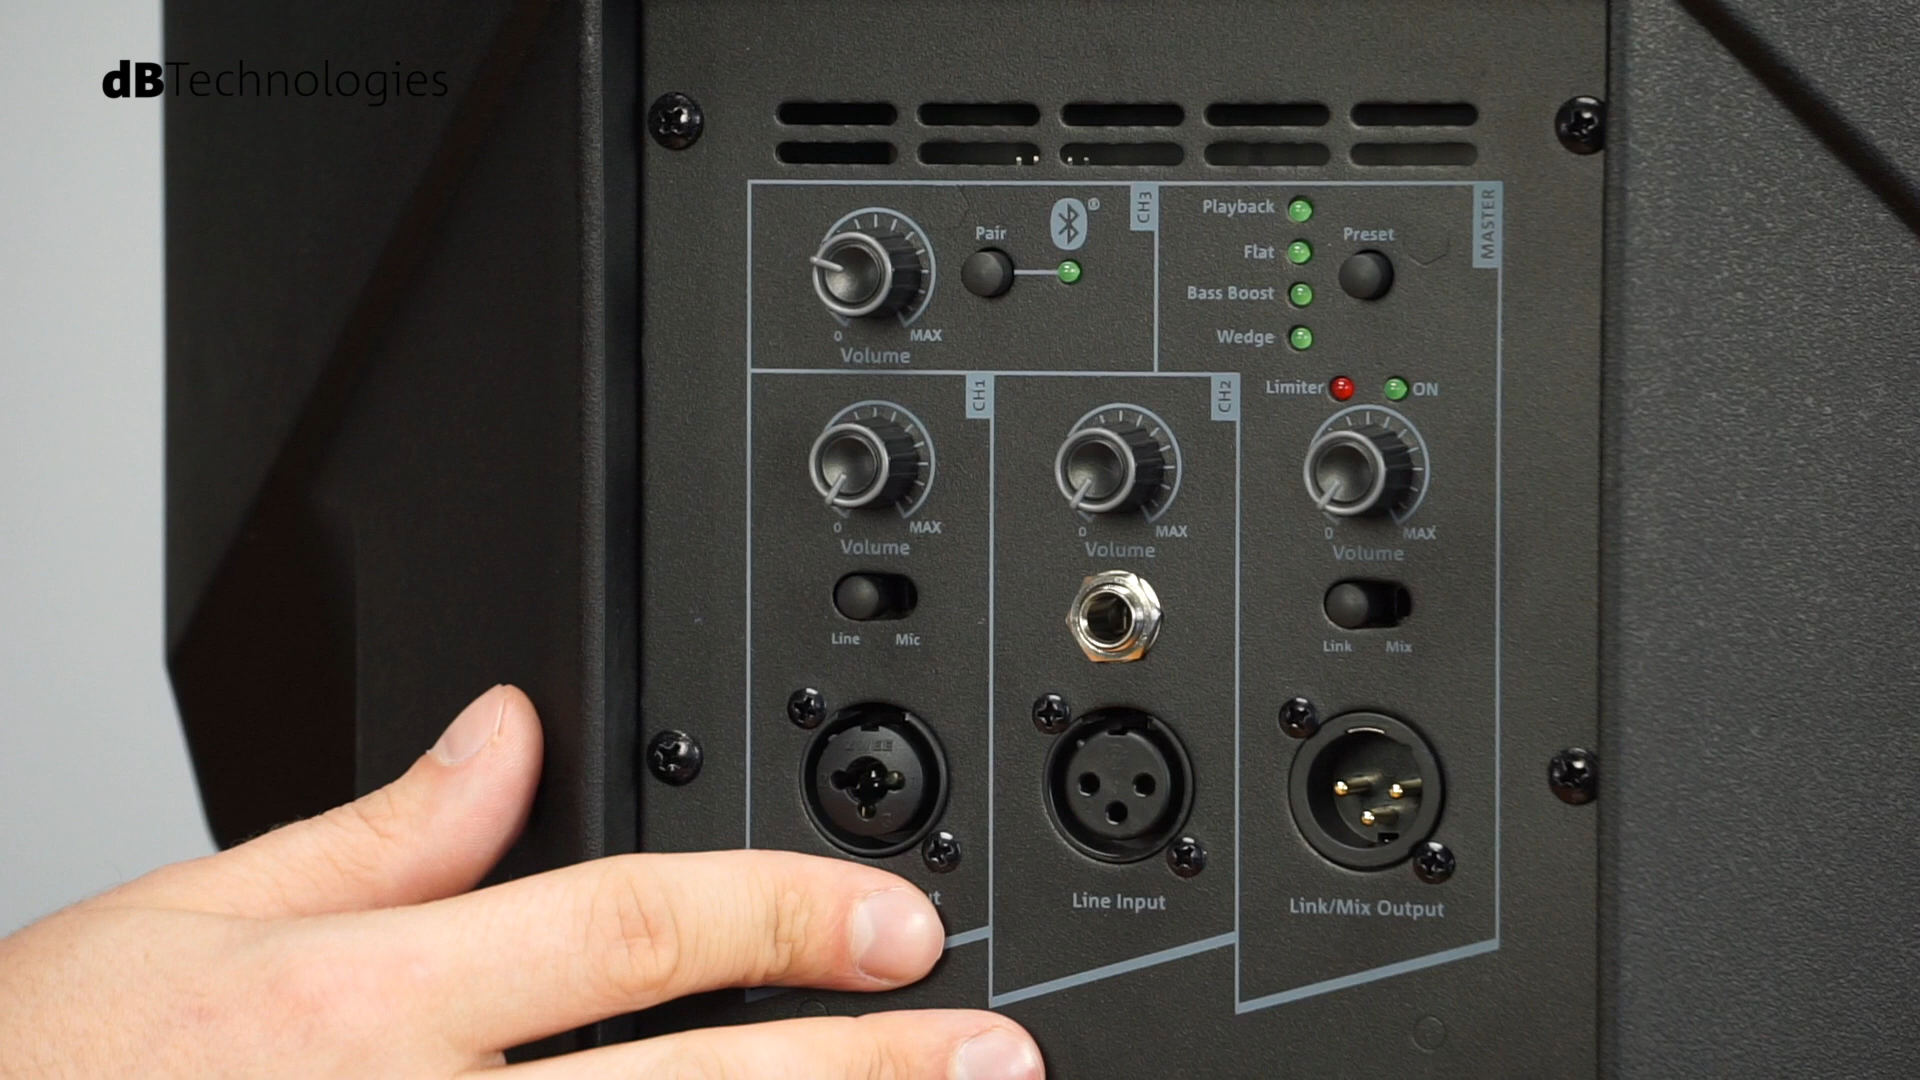 dBTechnologies
Pair
®
CH3
0
MAX
Volume
Playback
Flat
Bass Boost
Wedge
Preset
MASTER
Limiter
ON
CH1
0
MAX
Volume
Line
Mic
CH2
0
MAX
Volume
Line Input
0
MAX
Volume
Link
Mix
Link/Mix Output